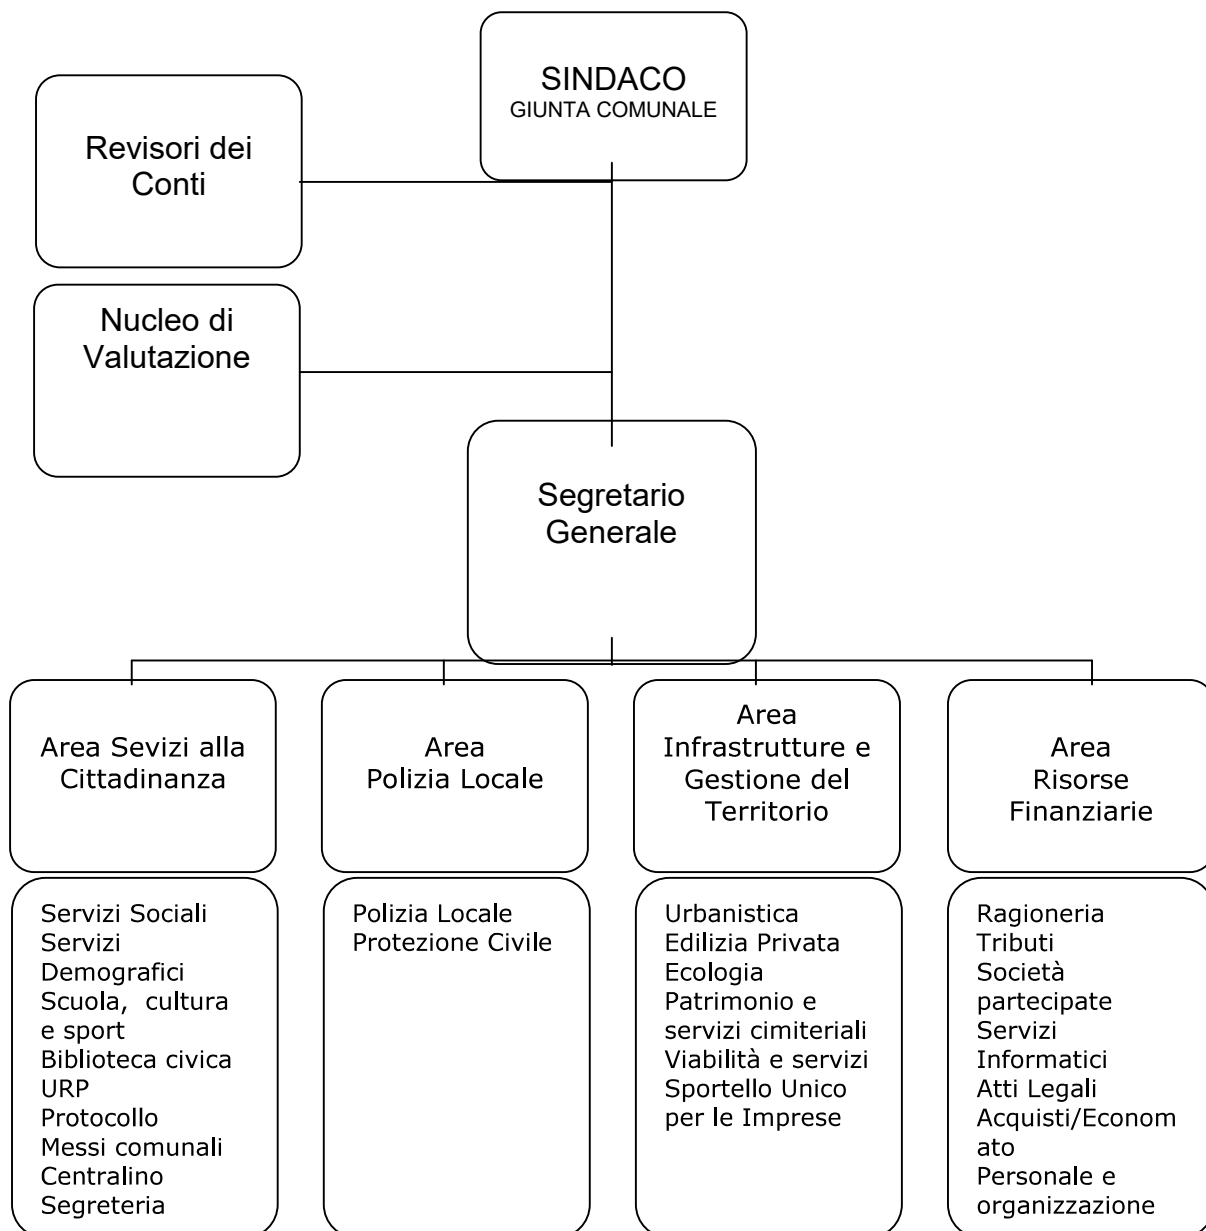 SINDACO
GIUNTA COMUNALE
Revisori dei
Conti
Nucleo di
Valutazione
Segretario
Generale
Area Sevizi alla
Cittadinanza
Area
Polizia Locale
Area
Infrastrutture e
Gestione del
Territorio
Area
Risorse
Finanziarie
Servizi Sociali
Servizi
Demografici
Scuola, cultura
e sport
Biblioteca civica
URP
Protocollo
Messi comunali
Centralino
Segreteria
Polizia Locale
Protezione Civile
Urbanistica
Edilizia Privata
Ecologia
Patrimonio e
servizi cimiteriali
Viabilità e servizi
Sportello Unico
per le Imprese
Ragioneria
Tributi
Società
partecipate
Servizi
Informatici
Atti Legali
Acquisti/Econom
ato
Personale e
organizzazione